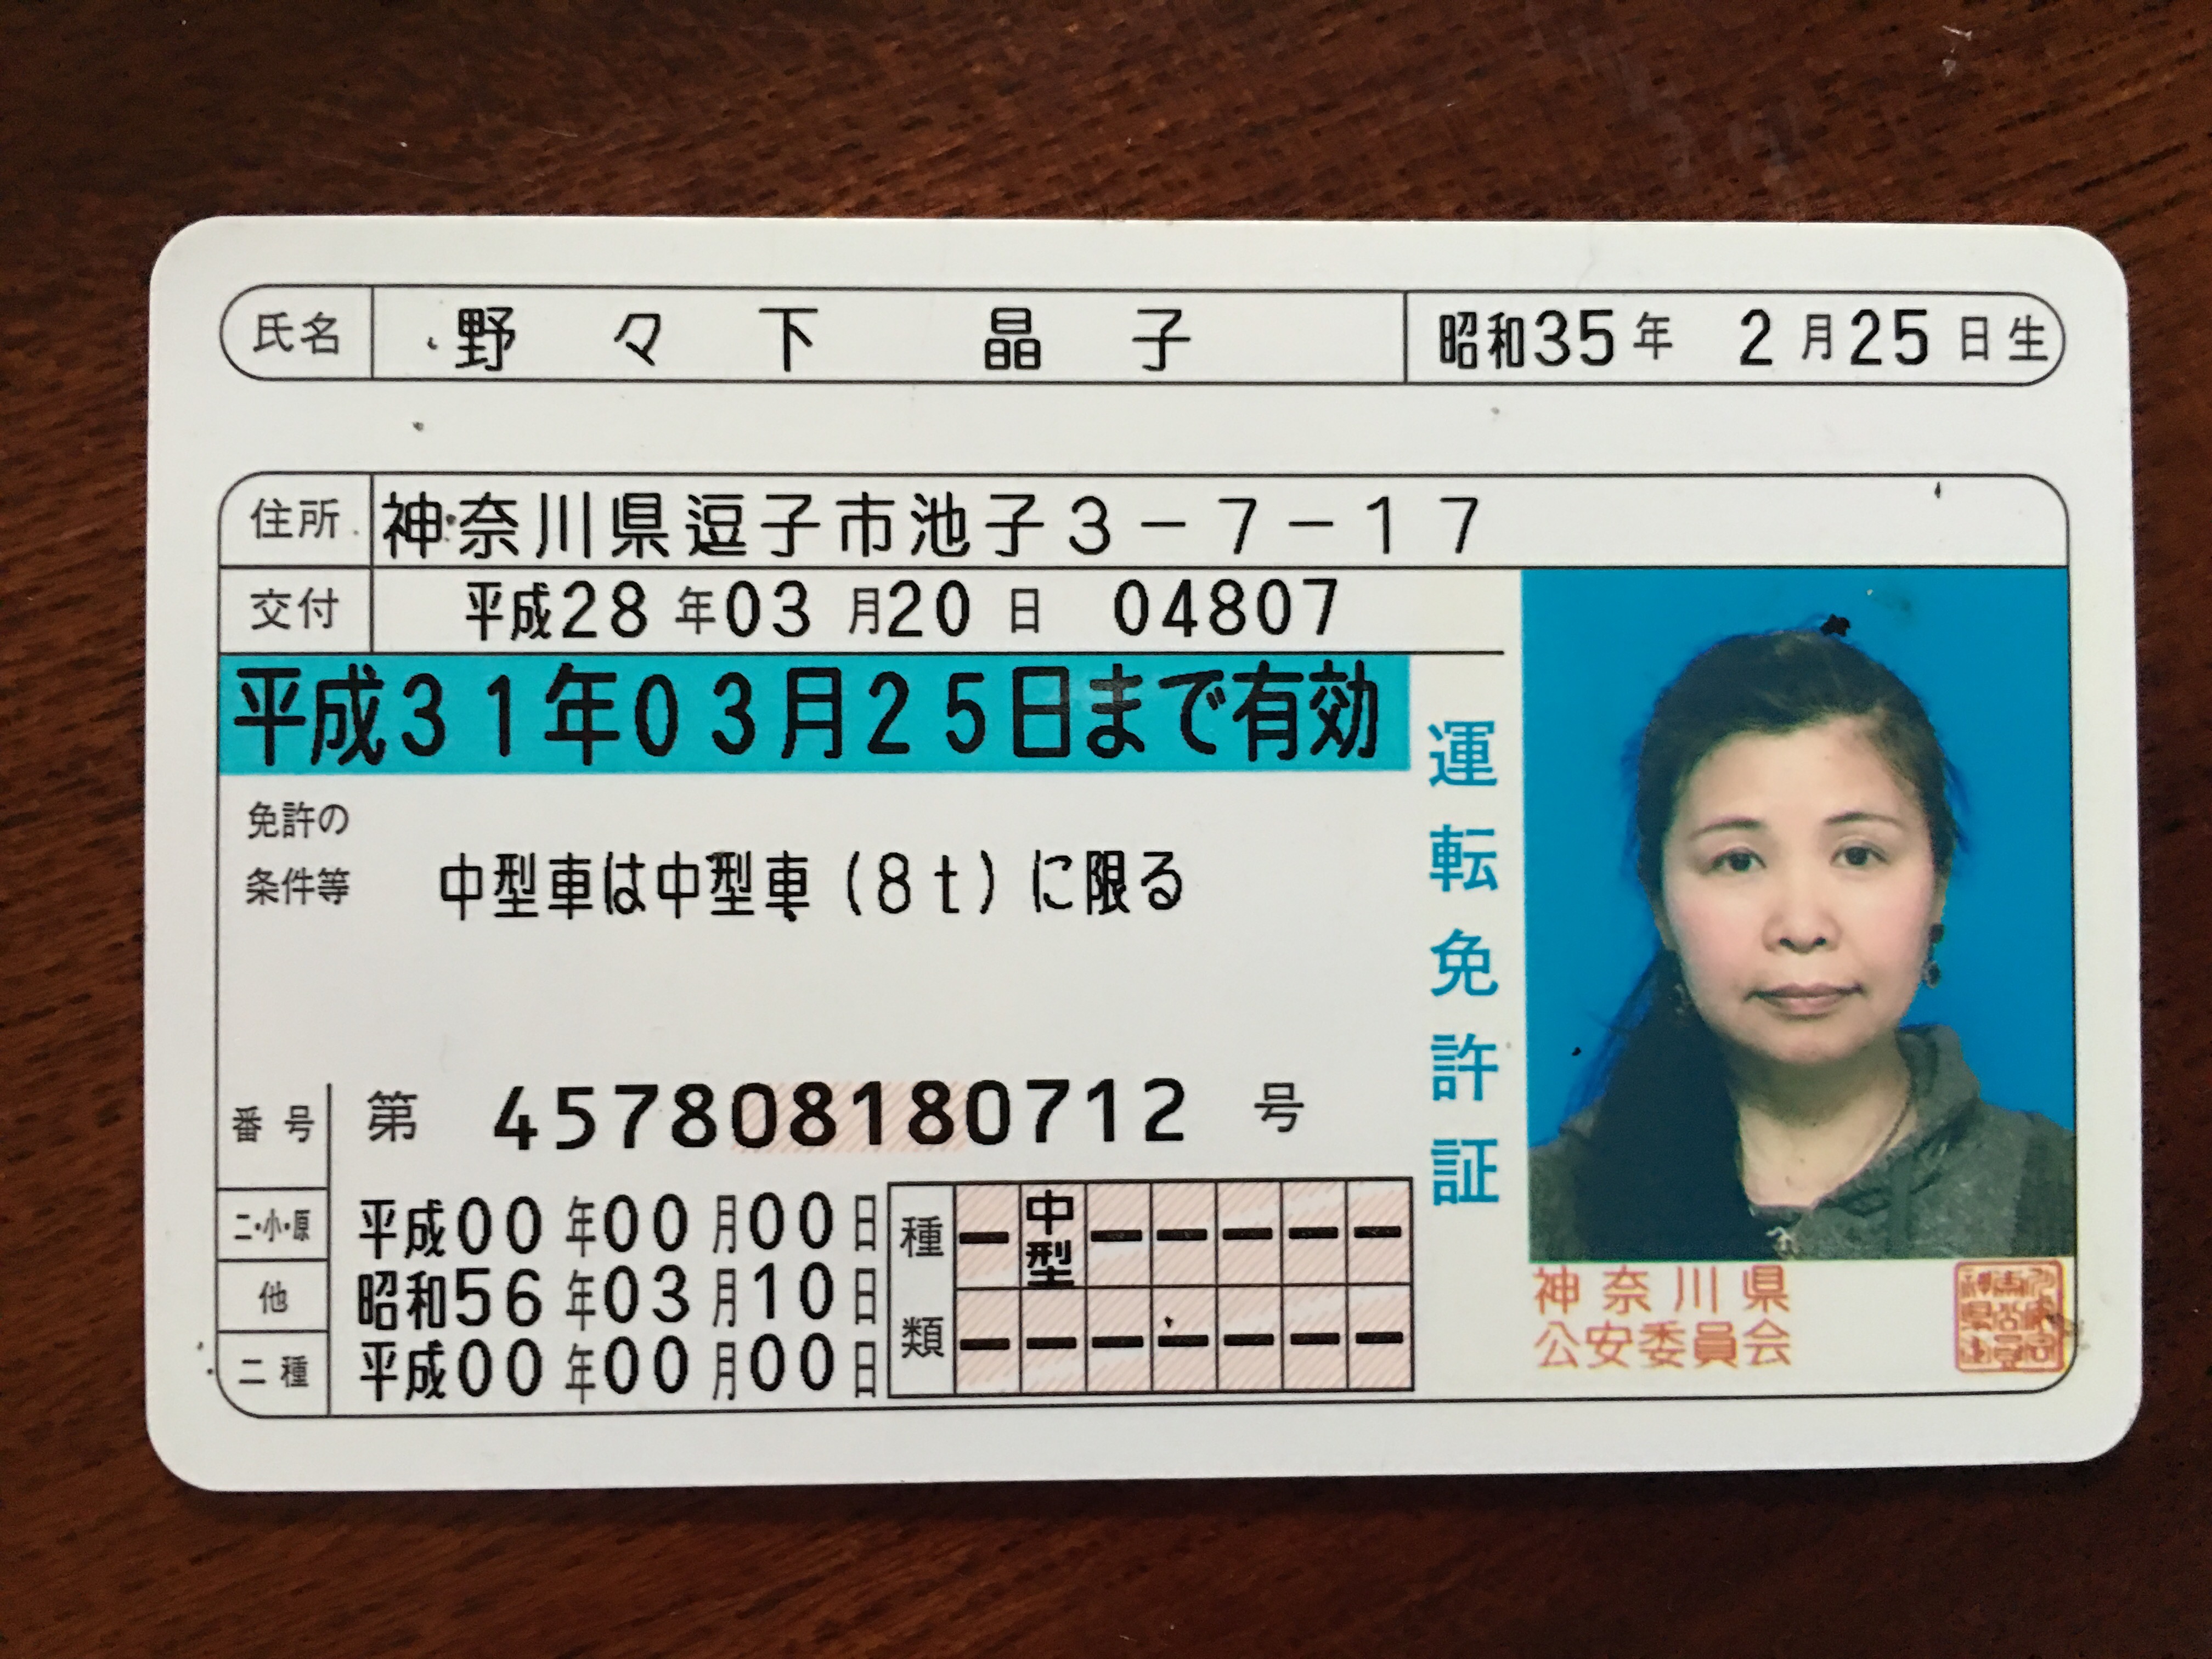 氏名 野々下 晶子 昭和35年 2月25日生
住所 神奈川県逗子市池子3-7-17
交付 平成28年03月20日 04807
平成31年03月25日まで有効
免許の
条件等 中型車は中型車(8t)に限る
運転免許証
番号 第 457808180712 号
二・小・原 平成00年00月00日
他 昭和56年03月10日
二種 平成00年00月00日
種類 ー 中型 ー ー ー ー ー
ー ー ー ー ー ー ー
神奈川県
公安委員会